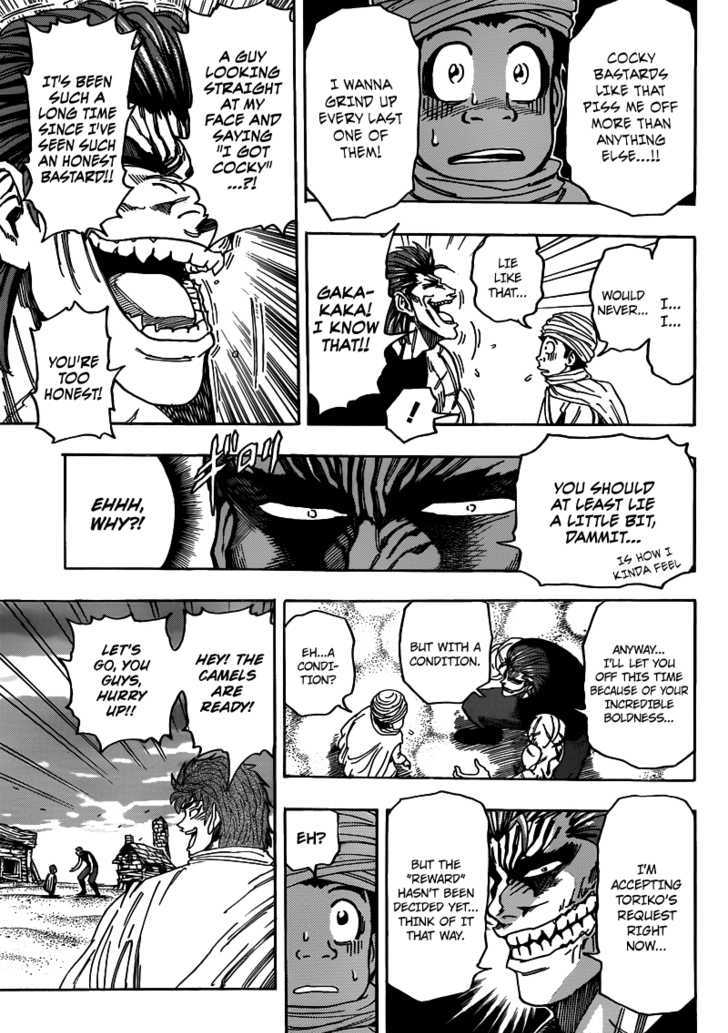 COCKY
BASTARDS
LIKE THAT
PISS ME OFF
MORE THAN
ANYTHING
ELSE...!!
I WANNA
GRIND UP
EVERY LAST
ONE OF
THEM!
A GUY
LOOKING
STRAIGHT
AT MY
FACE AND
SAYING
"I GOT
COCKY"
...?!
IT'S BEEN
SUCH A
LONG TIME
SINCE I'VE
SEEN SUCH
AN HONEST
BASTARD!!
YOU'RE
TOO
HONEST!
I...
I...
WOULD
NEVER...
LIE
LIKE
THAT...
GAKA-
KAKA!
I KNOW
THAT!!
!
YOU SHOULD
AT LEAST LIE
A LITTLE BIT,
DAMMIT...
IS HOW I
KINDA FEEL
ギロッ
EHHH,
WHY?!
ANYWAY...
I'LL LET YOU
OFF THIS TIME
BECAUSE OF YOUR
INCREDIBLE
BOLDNESS...
BUT WITH A
CONDITION.
EH...A
CONDI-
TION?
I'M
ACCEPTING
TORIKO'S
REQUEST
RIGHT
NOW...
BUT THE
"REWARD"
HASN'T BEEN
DECIDED YET...
THINK OF IT
THAT WAY.
EH?
HEY! THE
CAMELS
ARE
READY!
LET'S
GO, YOU
GUYS,
HURRY
UP!!